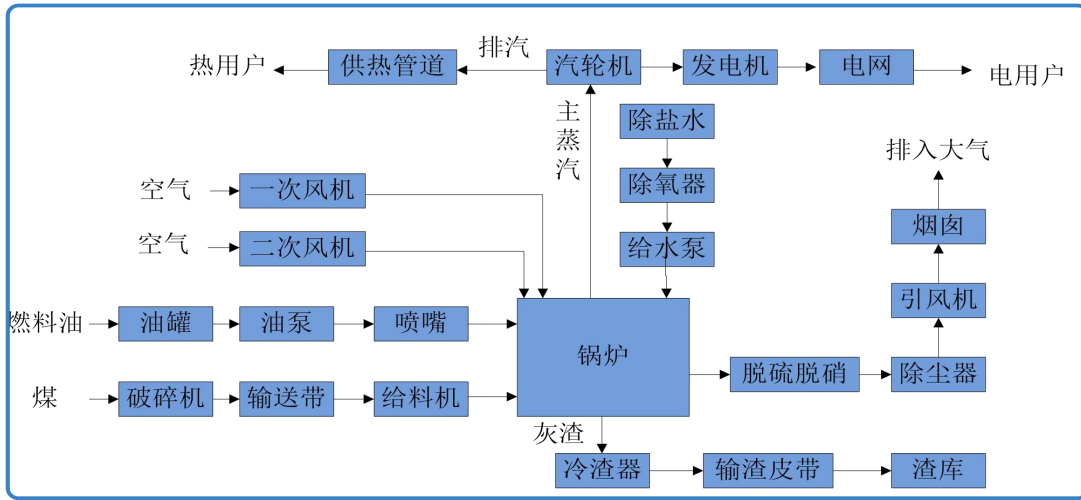 热用户
供热管道
排汽
汽轮机
发电机
电网
电用户
主蒸汽
除盐水
除氧器
给水泵
空气
一次风机
空气
二次风机
燃料油
油罐
油泵
喷嘴
煤
破碎机
输送带
给料机
锅炉
脱硫脱硝
除尘器
引风机
烟囱
排入大气
灰渣
冷渣器
输渣皮带
渣库